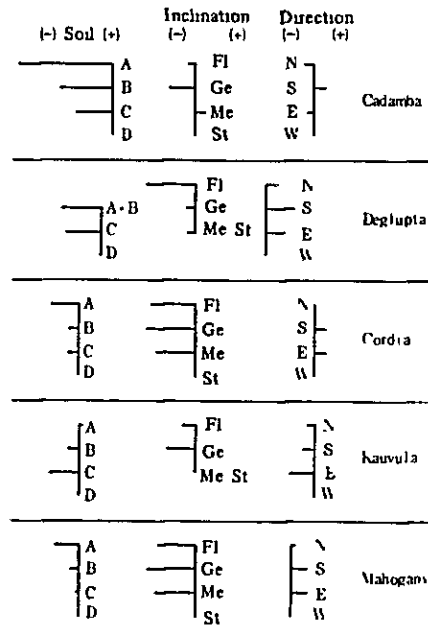 Inclination Direction
(-) Soil (+) (-) (+) (-) (+)
A Fl N
B Ge S
C Me E
D St W
Cadamba
Fl N
A-B Ge S
C Me St E
D W
Deglupta
A Fl N
B Ge S
C Me E
D St W
Cordia
A Fl N
B Ge S
C Me St E
D W
Kauvula
A Fl N
B Ge S
C Me E
D St W
Mahogany